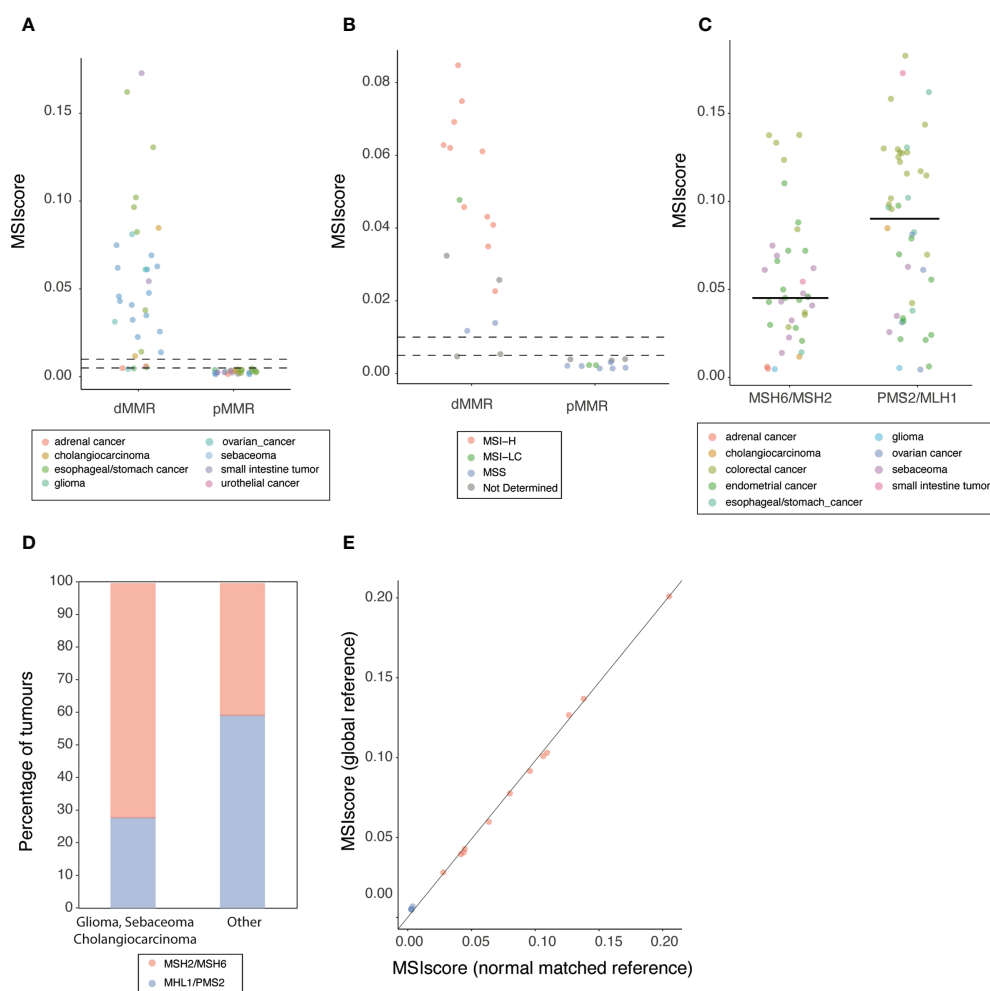 A
B
C
MSIscore
0.15
0.10
0.05
0.00
dMMR
pMMR
adrenal cancer
cholangiocarcinoma
esophageal/stomach cancer
glioma
ovarian_cancer
sebaceoma
small intestine tumor
urothelial cancer
MSIscore
0.08
0.06
0.04
0.02
0.00
dMMR
pMMR
MSI-H
MSI-LC
MSS
Not Determined
MSIscore
0.15
0.10
0.05
0.00
MSH6/MSH2
PMS2/MLH1
adrenal cancer
cholangiocarcinoma
colorectal cancer
endometrial cancer
esophageal/stomach_cancer
glioma
ovarian cancer
sebaceoma
small intestine tumor
D
E
Percentage of tumours
100
90
80
70
60
50
40
30
20
10
0
Glioma, Sebaceoma
Cholangiocarcinoma
Other
MSH2/MSH6
MHL1/PMS2
MSIscore (global reference)
0.20
0.15
0.10
0.05
0.00
0.00
0.05
0.10
0.15
0.20
MSIscore (normal matched reference)